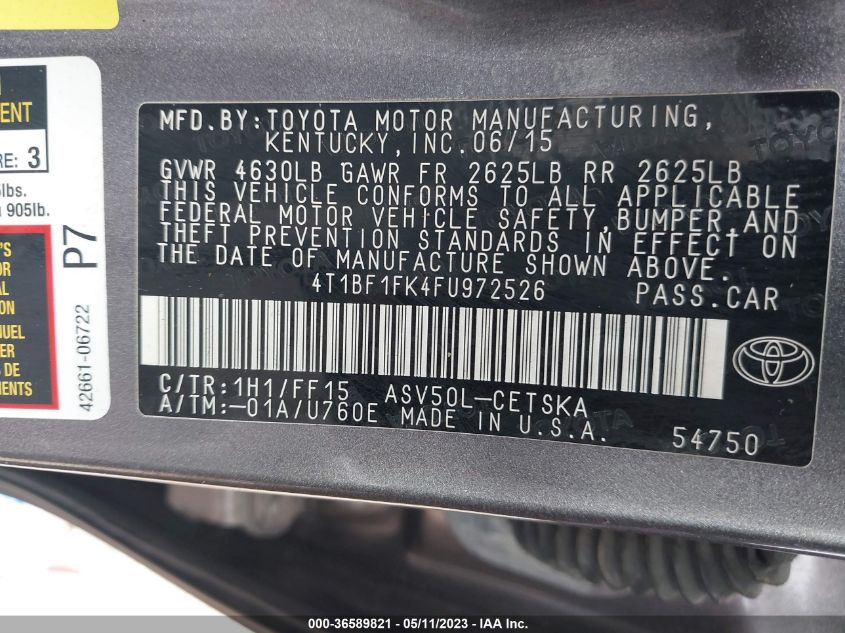 MFD.BY:TOYOTA MOTOR MANUFACTURING,
KENTUCKY,INC.06/15
GVWR 4630LB GAWR FR 2625LB RR 2625LB
THIS VEHICLE CONFORMS TO ALL APPLICABLE
FEDERAL MOTOR VEHICLE SAFETY,BUMPER,AND
THEFT PREVENTION STANDARDS IN EFFECT ON
THE DATE OF MANUFACTURE SHOWN ABOVE.
4T1BF1FK4FU972526 PASS.CAR
C/TR:1H1/FF15 ASV50L-CETSKA
A/TM:-01A/U760E MADE IN U.S.A.
54750
RE: 3
lbs.
905lb.
P7
42661-06722
000-36589821 - 05/11/2023 - IAA Inc.